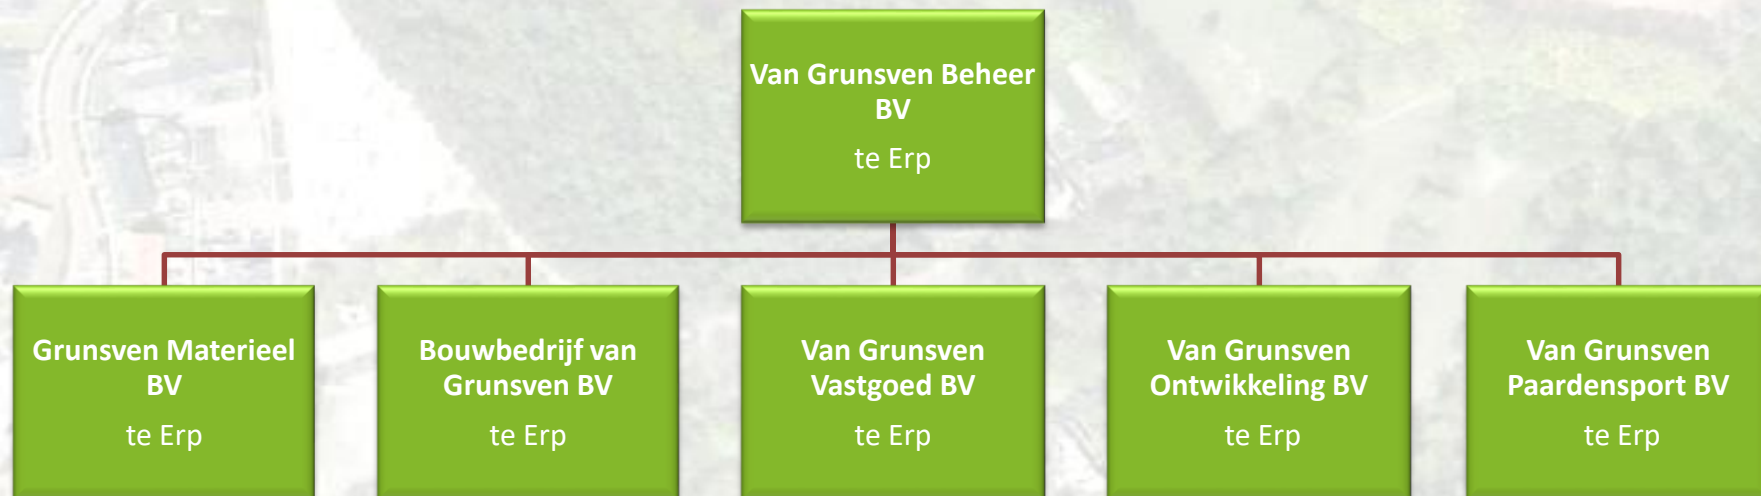 Van Grunsven Beheer
BV
te Erp
Grunsven Materieel
BV
te Erp
Bouwbedrijf van
Grunsven BV
te Erp
Van Grunsven
Vastgoed BV
te Erp
Van Grunsven
Ontwikkeling BV
te Erp
Van Grunsven
Paardensport BV
te Erp